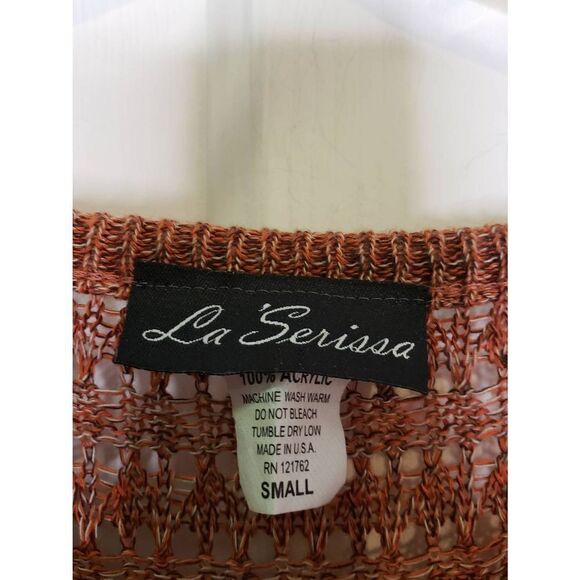 La 'Serissa
100% ACRYLIC
MACHINE WASH WARM
DO NOT BLEACH
TUMBLE DRY LOW
MADE IN U.S.A.
RN 121762
SMALL